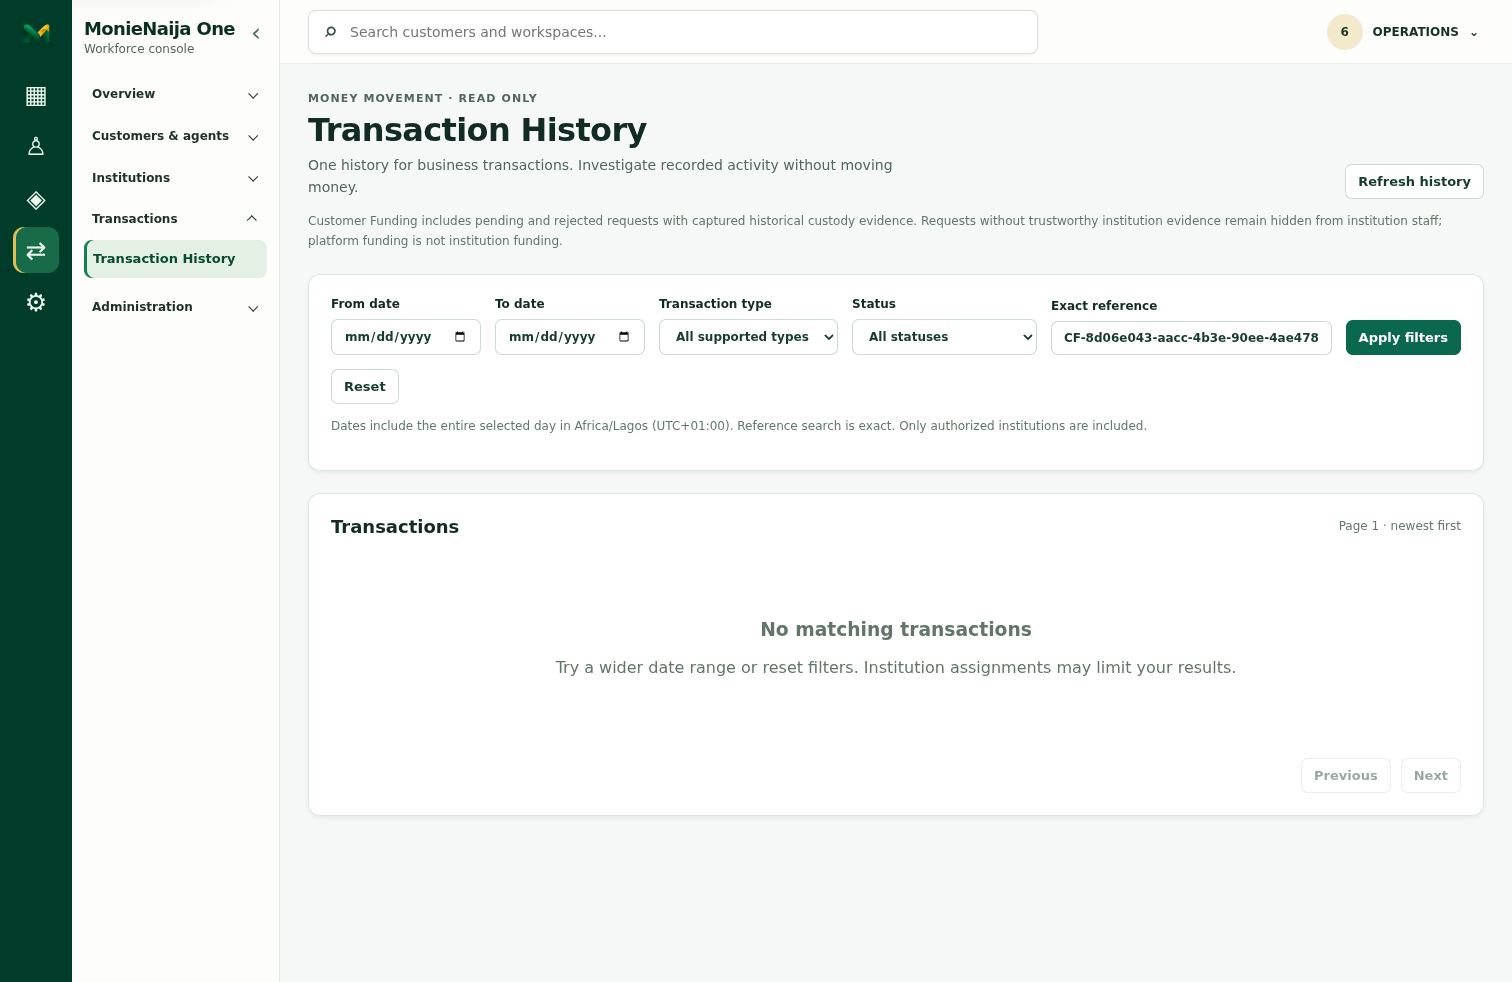 MonieNaija One
Workforce console
Overview
Customers & agents
Institutions
Transactions
Transaction History
Administration
Search customers and workspaces...
6 OPERATIONS
MONEY MOVEMENT · READ ONLY
Transaction History
One history for business transactions. Investigate recorded activity without moving
money.
Refresh history
Customer Funding includes pending and rejected requests with captured historical custody evidence. Requests without trustworthy institution evidence remain hidden from institution staff;
platform funding is not institution funding.
From date To date Transaction type Status Exact reference
mm/dd/yyyy mm/dd/yyyy All supported types All statuses CF-8d06e043-aacc-4b3e-90ee-4ae478 Apply filters
Reset
Dates include the entire selected day in Africa/Lagos (UTC+01:00). Reference search is exact. Only authorized institutions are included.
Transactions Page 1 · newest first
No matching transactions
Try a wider date range or reset filters. Institution assignments may limit your results.
Previous Next